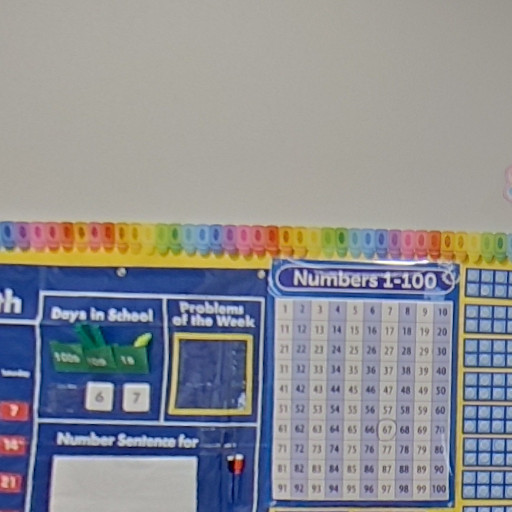 th
Days in School
Problems
of the Week
100s 10s 1s
6 7
Number Sentence for
7
14
21
Numbers 1-100
1 2 3 4 5 6 7 8 9 10
11 12 13 14 15 16 17 18 19 20
21 22 23 24 25 26 27 28 29 30
31 32 33 34 35 36 37 38 39 40
41 42 43 44 45 46 47 48 49 50
51 52 53 54 55 56 57 58 59 60
61 62 63 64 65 66 67 68 69 70
71 72 73 74 75 76 77 78 79 80
81 82 83 84 85 86 87 88 89 90
91 92 93 94 95 96 97 98 99 100